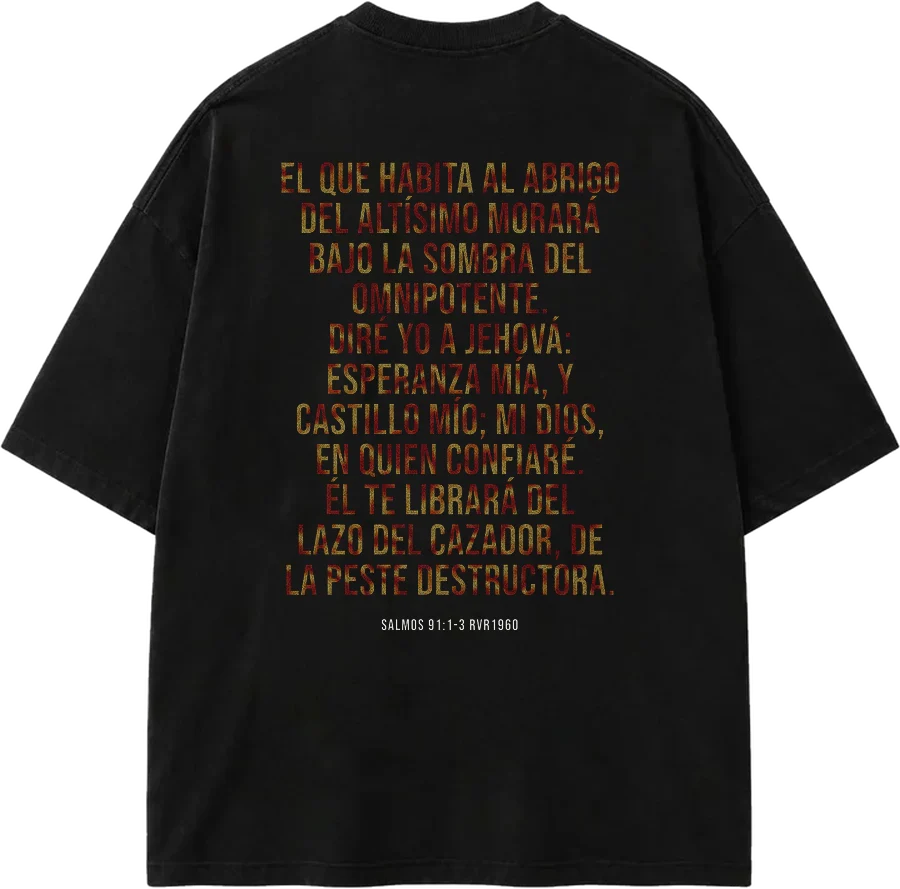 EL QUE HABITA AL ABRIGO
DEL ALTÍSIMO MORARÁ
BAJO LA SOMBRA DEL
OMNIPOTENTE.
DIRÉ YO A JEHOVÁ:
ESPERANZA MÍA, Y
CASTILLO MÍO; MI DIOS,
EN QUIEN CONFIARÉ.
ÉL TE LIBRARÁ DEL
LAZO DEL CAZADOR, DE
LA PESTE DESTRUCTORA.
SALMOS 91:1-3 RVR1960